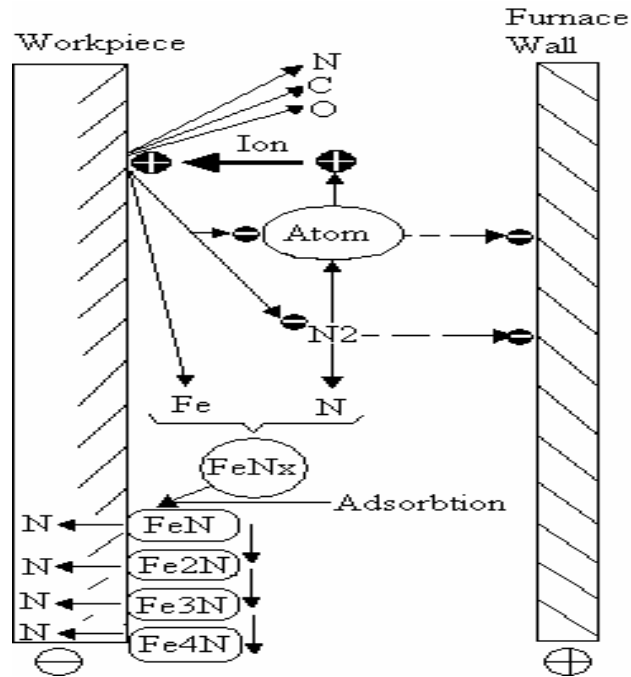 Furnace
Workpiece Wall
N
C
O
Ion
Atom
N2
Fe N
FeNx
Adsorbtion
N FeN
N Fe2N
N Fe3N
N Fe4N